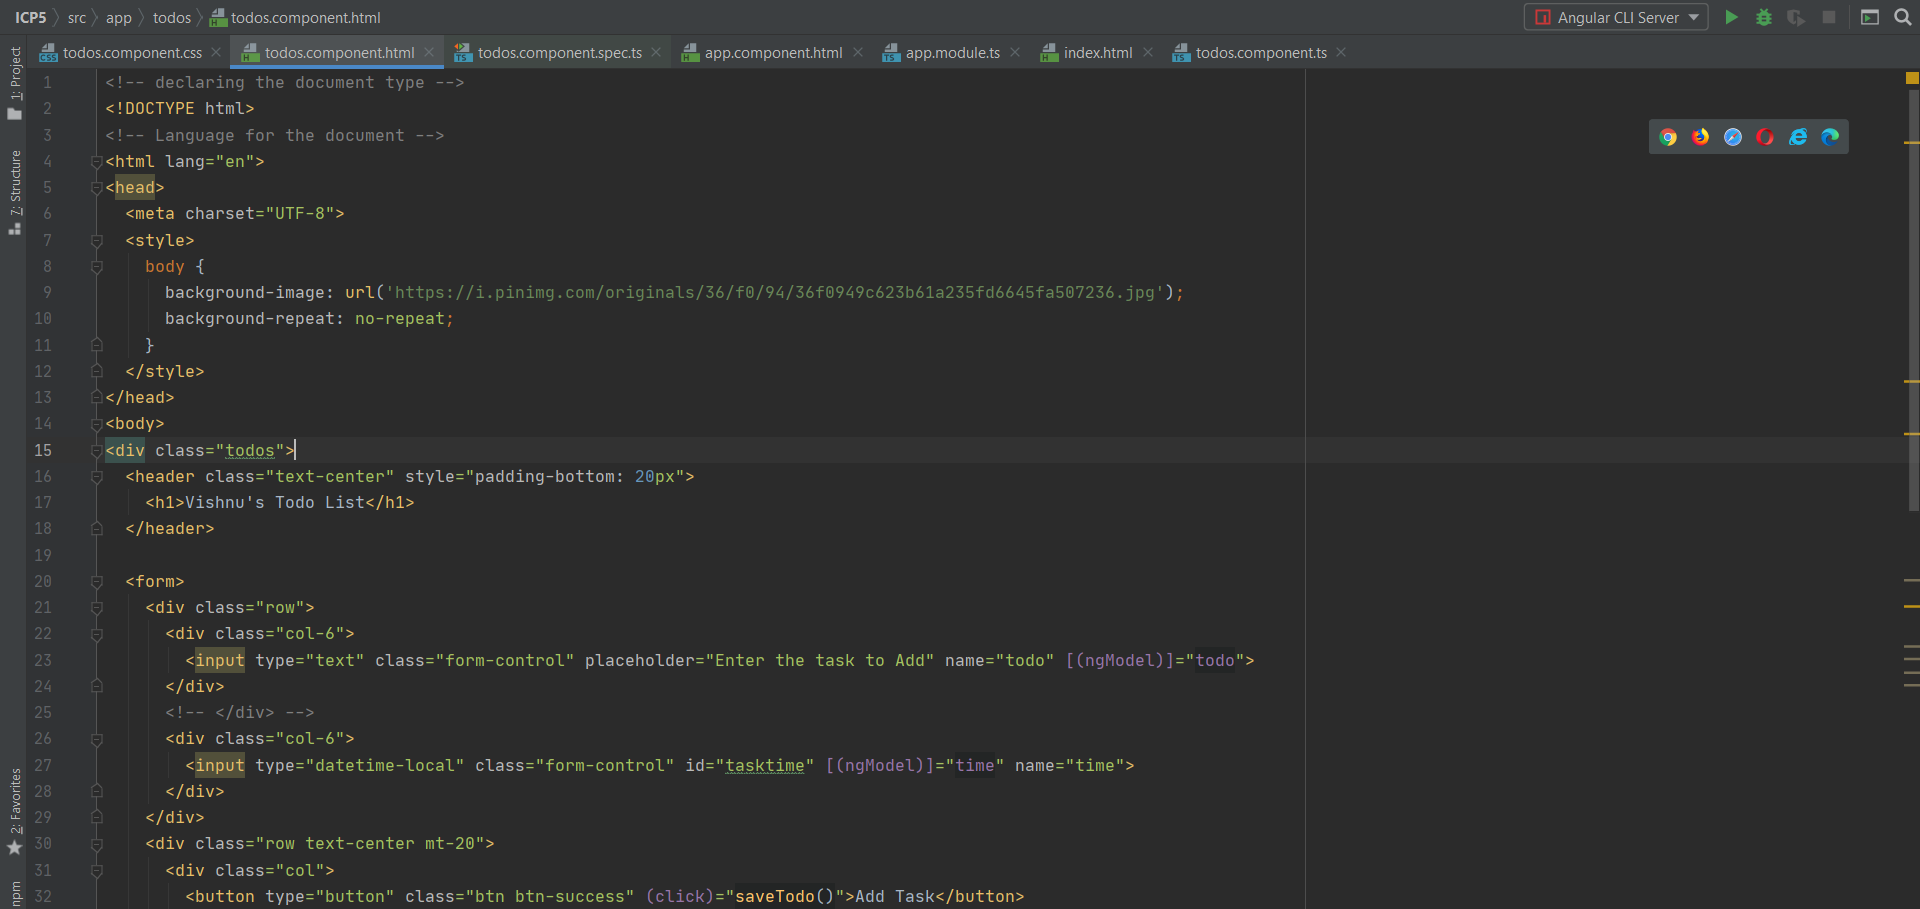 ICP5 src app todos todos.component.html Angular CLI Server
todos.component.css todos.component.html todos.component.spec.ts app.component.html app.module.ts index.html todos.component.ts
1: Project
7: Structure
2: Favorites
npm
1 <!-- declaring the document type -->
2 <!DOCTYPE html>
3 <!-- Language for the document -->
4 <html lang="en">
5 <head>
6 <meta charset="UTF-8">
7 <style>
8 body {
9 background-image: url('https://i.pinimg.com/originals/36/f0/94/36f0949c623b61a235fd6645fa507236.jpg');
10 background-repeat: no-repeat;
11 }
12 </style>
13 </head>
14 <body>
15 <div class="todos">
16 <header class="text-center" style="padding-bottom: 20px">
17 <h1>Vishnu's Todo List</h1>
18 </header>
19
20 <form>
21 <div class="row">
22 <div class="col-6">
23 <input type="text" class="form-control" placeholder="Enter the task to Add" name="todo" [(ngModel)]="todo">
24 </div>
25 <!-- </div> -->
26 <div class="col-6">
27 <input type="datetime-local" class="form-control" id="tasktime" [(ngModel)]="time" name="time">
28 </div>
29 </div>
30 <div class="row text-center mt-20">
31 <div class="col">
32 <button type="button" class="btn btn-success" (click)="saveTodo()">Add Task</button>